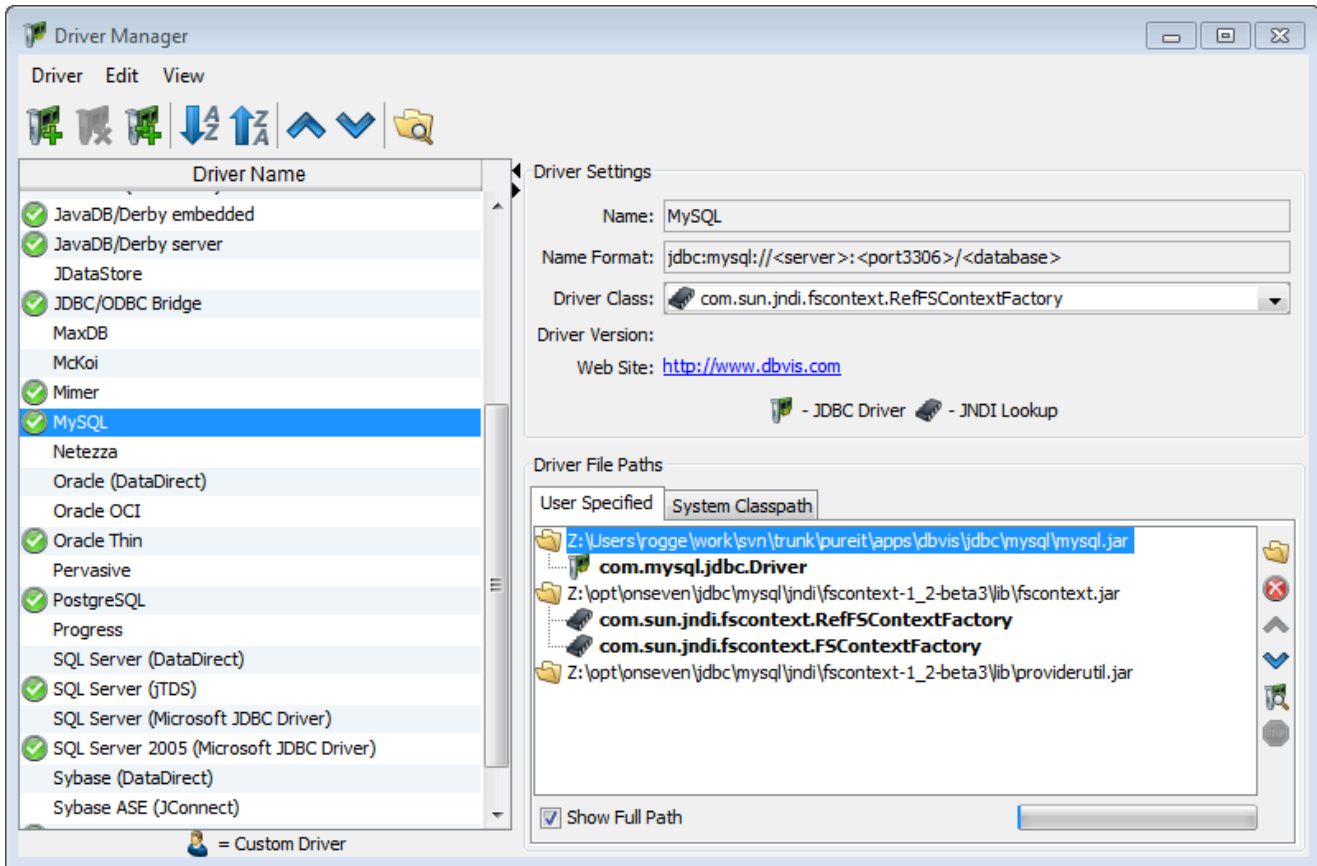 Driver Manager
Driver Edit View
Driver Name
JavaDB/Derby embedded
JavaDB/Derby server
JDataStore
JDBC/ODBC Bridge
MaxDB
McKoi
Mimer
MySQL
Netezza
Oracle (DataDirect)
Oracle OCI
Oracle Thin
Pervasive
PostgreSQL
Progress
SQL Server (DataDirect)
SQL Server (jTDS)
SQL Server (Microsoft JDBC Driver)
SQL Server 2005 (Microsoft JDBC Driver)
Sybase (DataDirect)
Sybase ASE (JConnect)
= Custom Driver
Driver Settings
Name: MySQL
Name Format: jdbc:mysql://<server>:<port3306>/<database>
Driver Class: com.sun.jndi.fscontext.RefFSContextFactory
Driver Version:
Web Site: http://www.dbvis.com
- JDBC Driver - JNDI Lookup
Driver File Paths
User Specified System Classpath
Z:\Users\rogge\work\svn\trunk\pureit\apps\dbvis\jdbc\mysql\mysql.jar
com.mysql.jdbc.Driver
Z:\opt\onseven\jdbc\mysql\jndi\fscontext-1_2-beta3\lib\fscontext.jar
com.sun.jndi.fscontext.RefFSContextFactory
com.sun.jndi.fscontext.FSContextFactory
Z:\opt\onseven\jdbc\mysql\jndi\fscontext-1_2-beta3\lib\providerutil.jar
Show Full Path